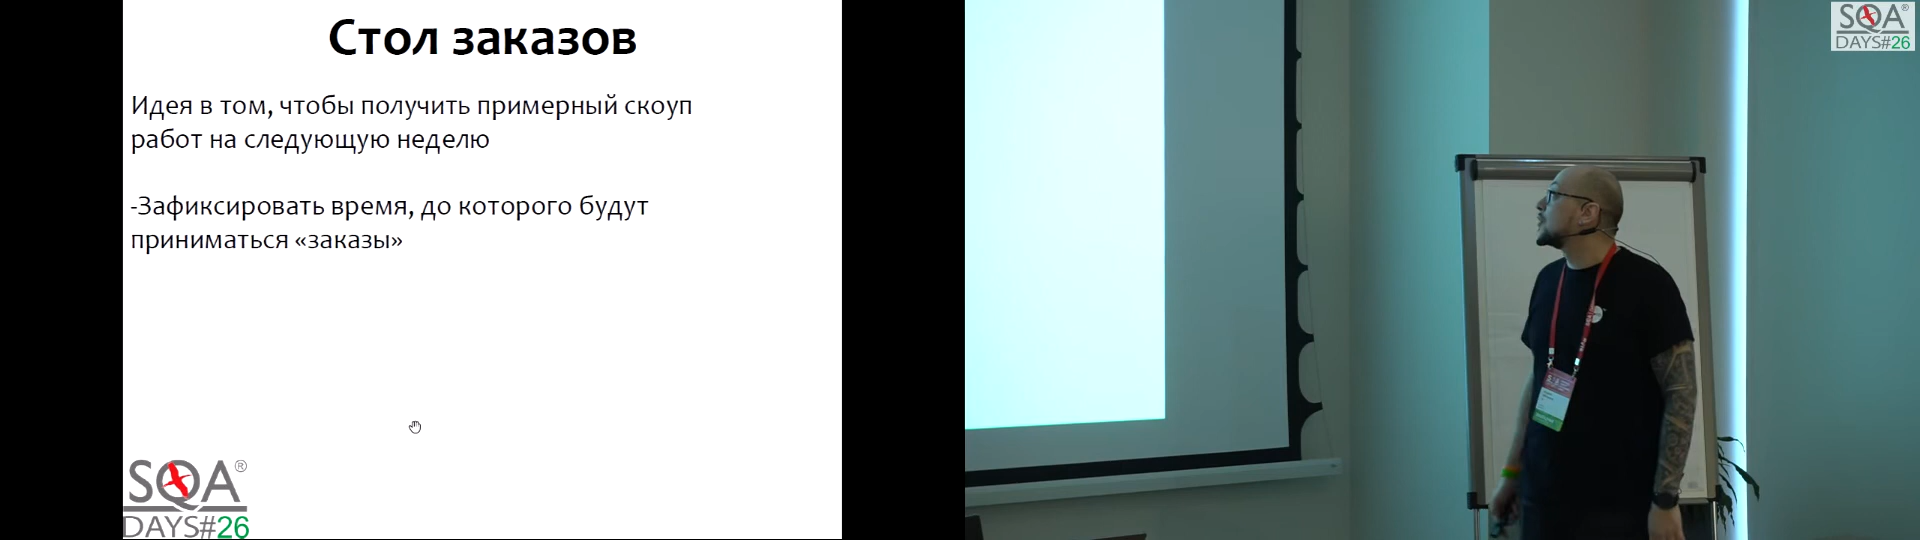 Стол заказов
Идея в том, чтобы получить примерный скоуп
работ на следующую неделю
-Зафиксировать время, до которого будут
приниматься «заказы»
SQA®
DAYS#26
SQA®
DAYS#26